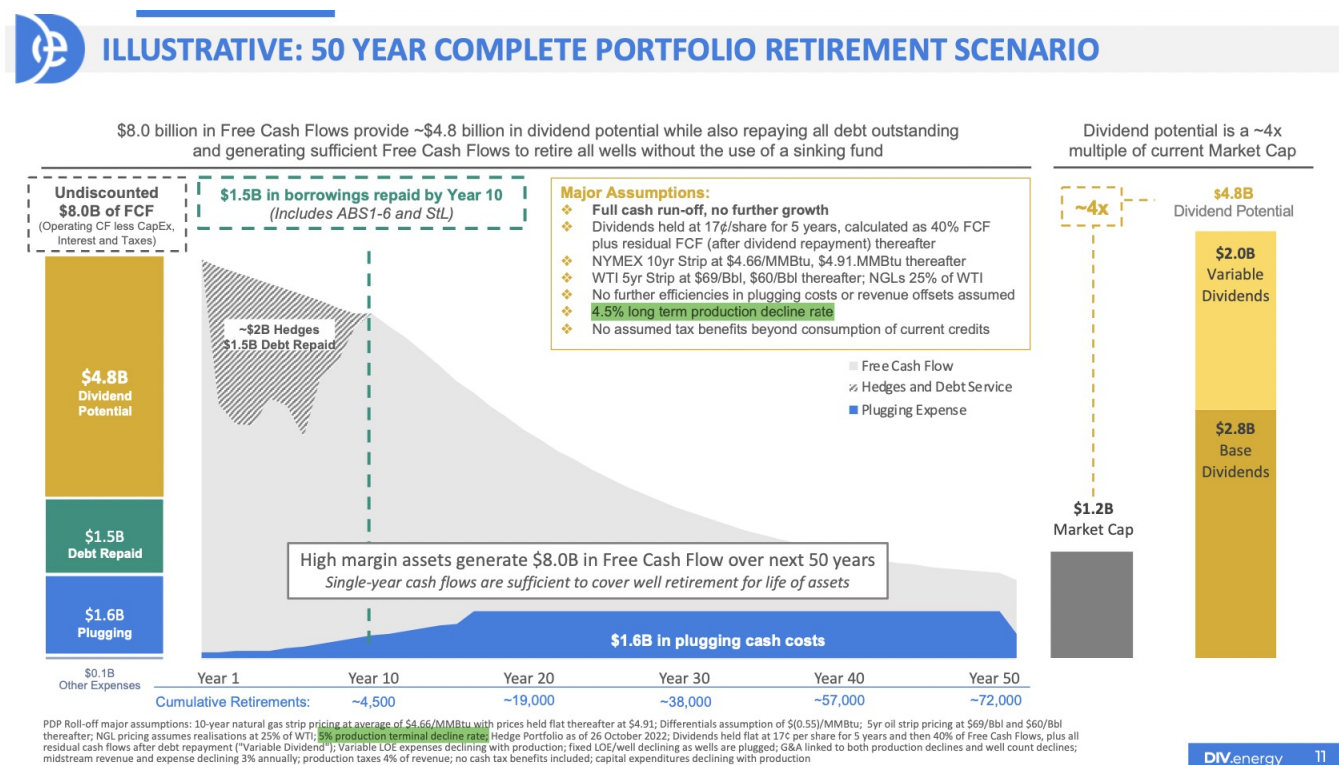 ILLUSTRATIVE: 50 YEAR COMPLETE PORTFOLIO RETIREMENT SCENARIO
$8.0 billion in Free Cash Flows provide ~$4.8 billion in dividend potential while also repaying all debt outstanding
and generating sufficient Free Cash Flows to retire all wells without the use of a sinking fund
Dividend potential is a ~4x
multiple of current Market Cap
Undiscounted
$8.0B of FCF
(Operating CF less CapEx,
Interest and Taxes)
$1.5B in borrowings repaid by Year 10
(Includes ABS1-6 and StL)
Major Assumptions:
❖ Full cash run-off, no further growth
❖ Dividends held at 17¢/share for 5 years, calculated as 40% FCF
plus residual FCF (after dividend repayment) thereafter
❖ NYMEX 10yr Strip at $4.66/MMBtu, $4.91.MMBtu thereafter
❖ WTI 5yr Strip at $69/Bbl, $60/Bbl thereafter; NGLs 25% of WTI
❖ No further efficiencies in plugging costs or revenue offsets assumed
❖ 4.5% long term production decline rate
❖ No assumed tax benefits beyond consumption of current credits
~4x
$4.8B
Dividend Potential
$2.0B
Variable
Dividends
$2.8B
Base
Dividends
$1.2B
Market Cap
~$2B Hedges
$1.5B Debt Repaid
Free Cash Flow
Hedges and Debt Service
Plugging Expense
$4.8B
Dividend
Potential
$1.5B
Debt Repaid
$1.6B
Plugging
$0.1B
Other Expenses
High margin assets generate $8.0B in Free Cash Flow over next 50 years
Single-year cash flows are sufficient to cover well retirement for life of assets
$1.6B in plugging cash costs
Year 1 Year 10 Year 20 Year 30 Year 40 Year 50
Cumulative Retirements: ~4,500 ~19,000 ~38,000 ~57,000 ~72,000
PDP Roll-off major assumptions: 10-year natural gas strip pricing at average of $4.66/MMBtu with prices held flat thereafter at $4.91; Differentials assumption of $(0.55)/MMBtu; 5yr oil strip pricing at $69/Bbl and $60/Bbl
thereafter; NGL pricing assumes realisations at 25% of WTI; 5% production terminal decline rate; Hedge Portfolio as of 26 October 2022; Dividends held flat at 17¢ per share for 5 years and then 40% of Free Cash Flows, plus all
residual cash flows after debt repayment ("Variable Dividend"); Variable LOE expenses declining with production; fixed LOE/well declining as wells are plugged; G&A linked to both production declines and well count declines;
midstream revenue and expense declining 3% annually; production taxes 4% of revenue; no cash tax benefits included; capital expenditures declining with production
DIV.energy 11